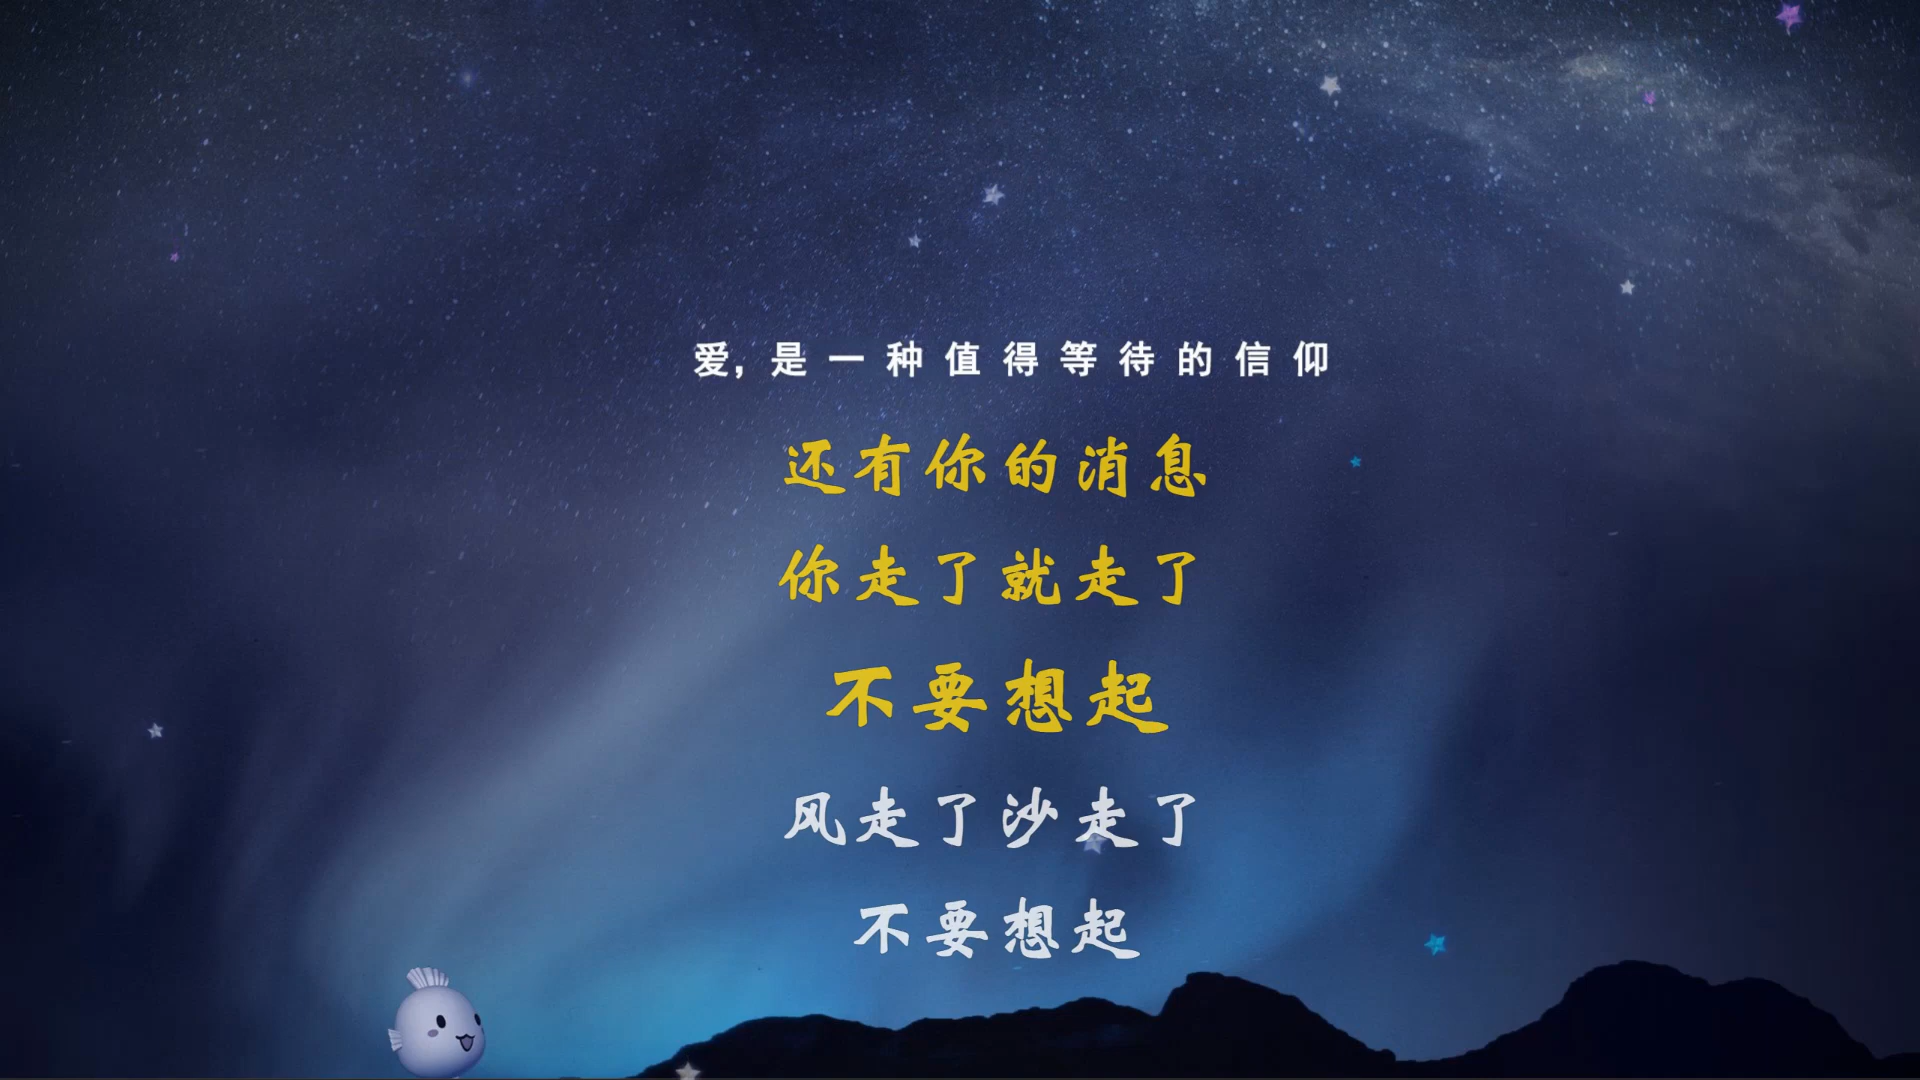 爱，是一种值得等待的信仰
还有你的消息
你走了就走了
不要想起
风走了沙走了
不要想起